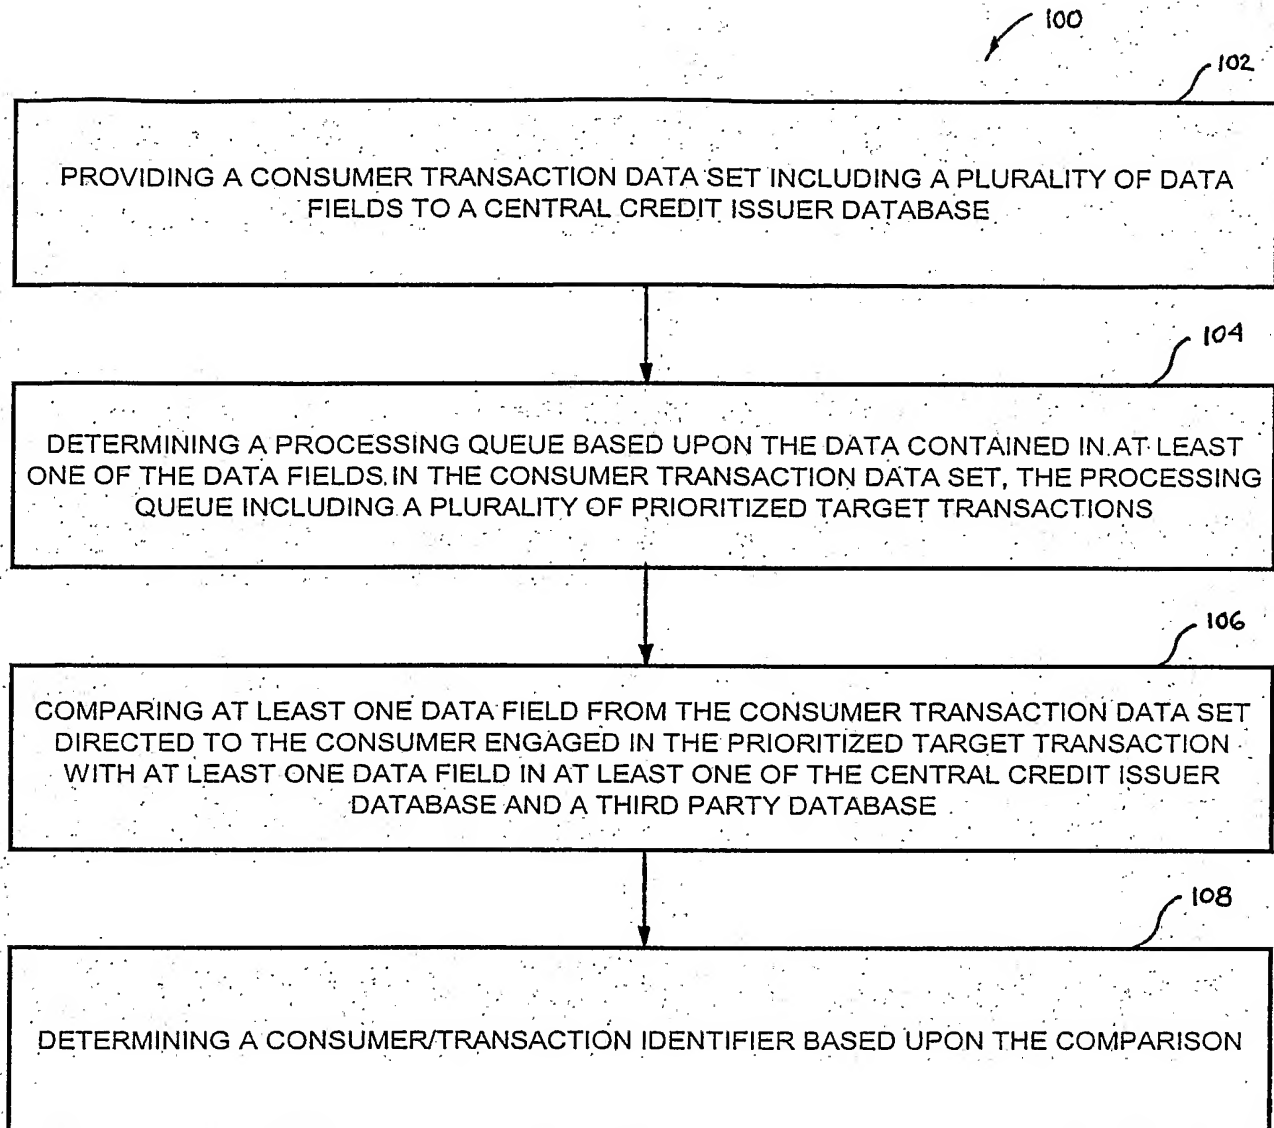 100
102
PROVIDING A CONSUMER TRANSACTION DATA SET INCLUDING A PLURALITY OF DATA
FIELDS TO A CENTRAL CREDIT ISSUER DATABASE
104
DETERMINING A PROCESSING QUEUE BASED UPON THE DATA CONTAINED IN AT LEAST
ONE OF THE DATA FIELDS IN THE CONSUMER TRANSACTION DATA SET, THE PROCESSING
QUEUE INCLUDING A PLURALITY OF PRIORITIZED TARGET TRANSACTIONS
106
COMPARING AT LEAST ONE DATA FIELD FROM THE CONSUMER TRANSACTION DATA SET
DIRECTED TO THE CONSUMER ENGAGED IN THE PRIORITIZED TARGET TRANSACTION
WITH AT LEAST ONE DATA FIELD IN AT LEAST ONE OF THE CENTRAL CREDIT ISSUER
DATABASE AND A THIRD PARTY DATABASE
108
DETERMINING A CONSUMER/TRANSACTION IDENTIFIER BASED UPON THE COMPARISON